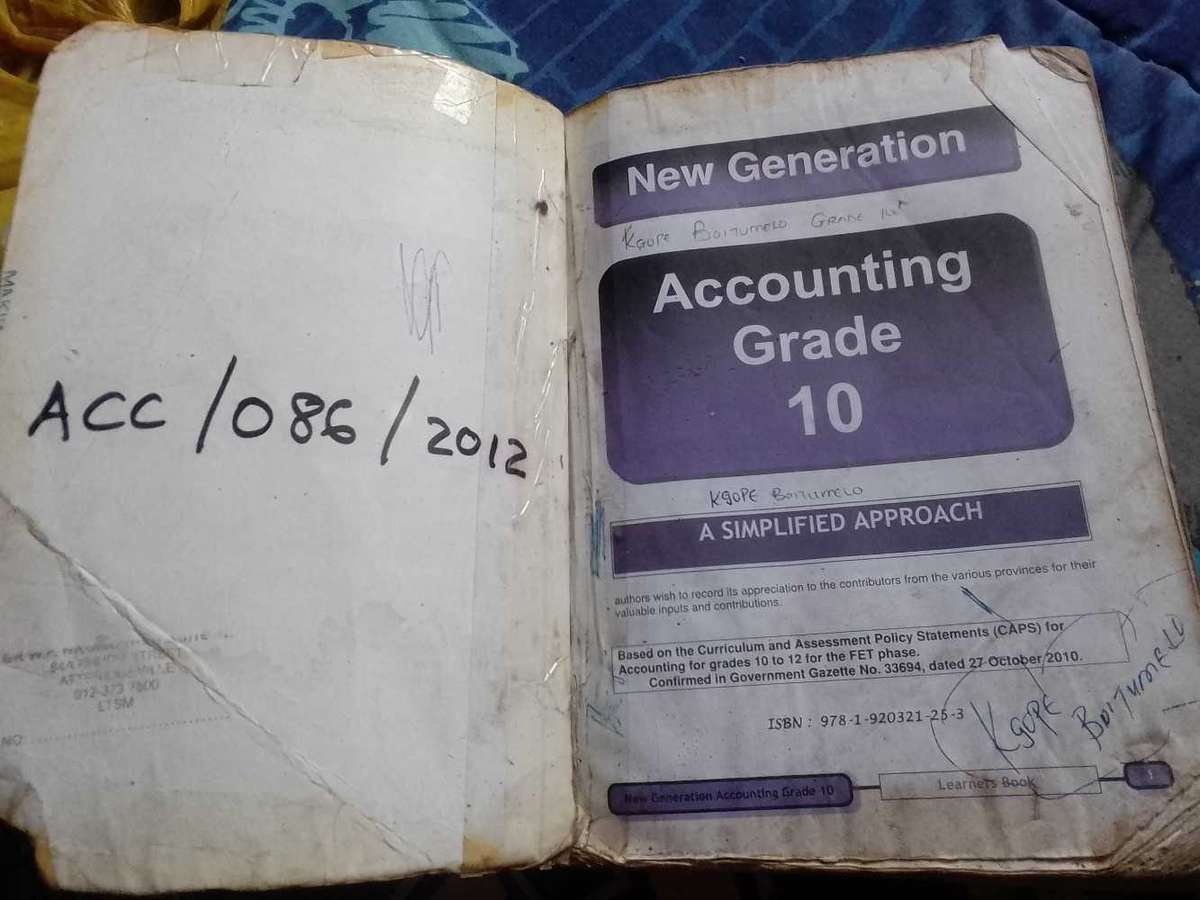 ACC / 086 / 2012
012-373
NO
New Generation
Kgope Boitumelo Grade
Accounting
Grade
10
Kgope Boitumelo
A SIMPLIFIED APPROACH
authors wish to record its appreciation to the contributors from the various provinces for their
valuable inputs and contributions.
Based on the Curriculum and Assessment Policy Statements (CAPS) for
Accounting for grades 10 to 12 for the FET phase.
Confirmed in Government Gazette No. 33694, dated 27 October 2010.
ISBN : 978-1-920321-25-3
Kgope
Boitumelo
New Generation Accounting Grade 10
Learners Book
1